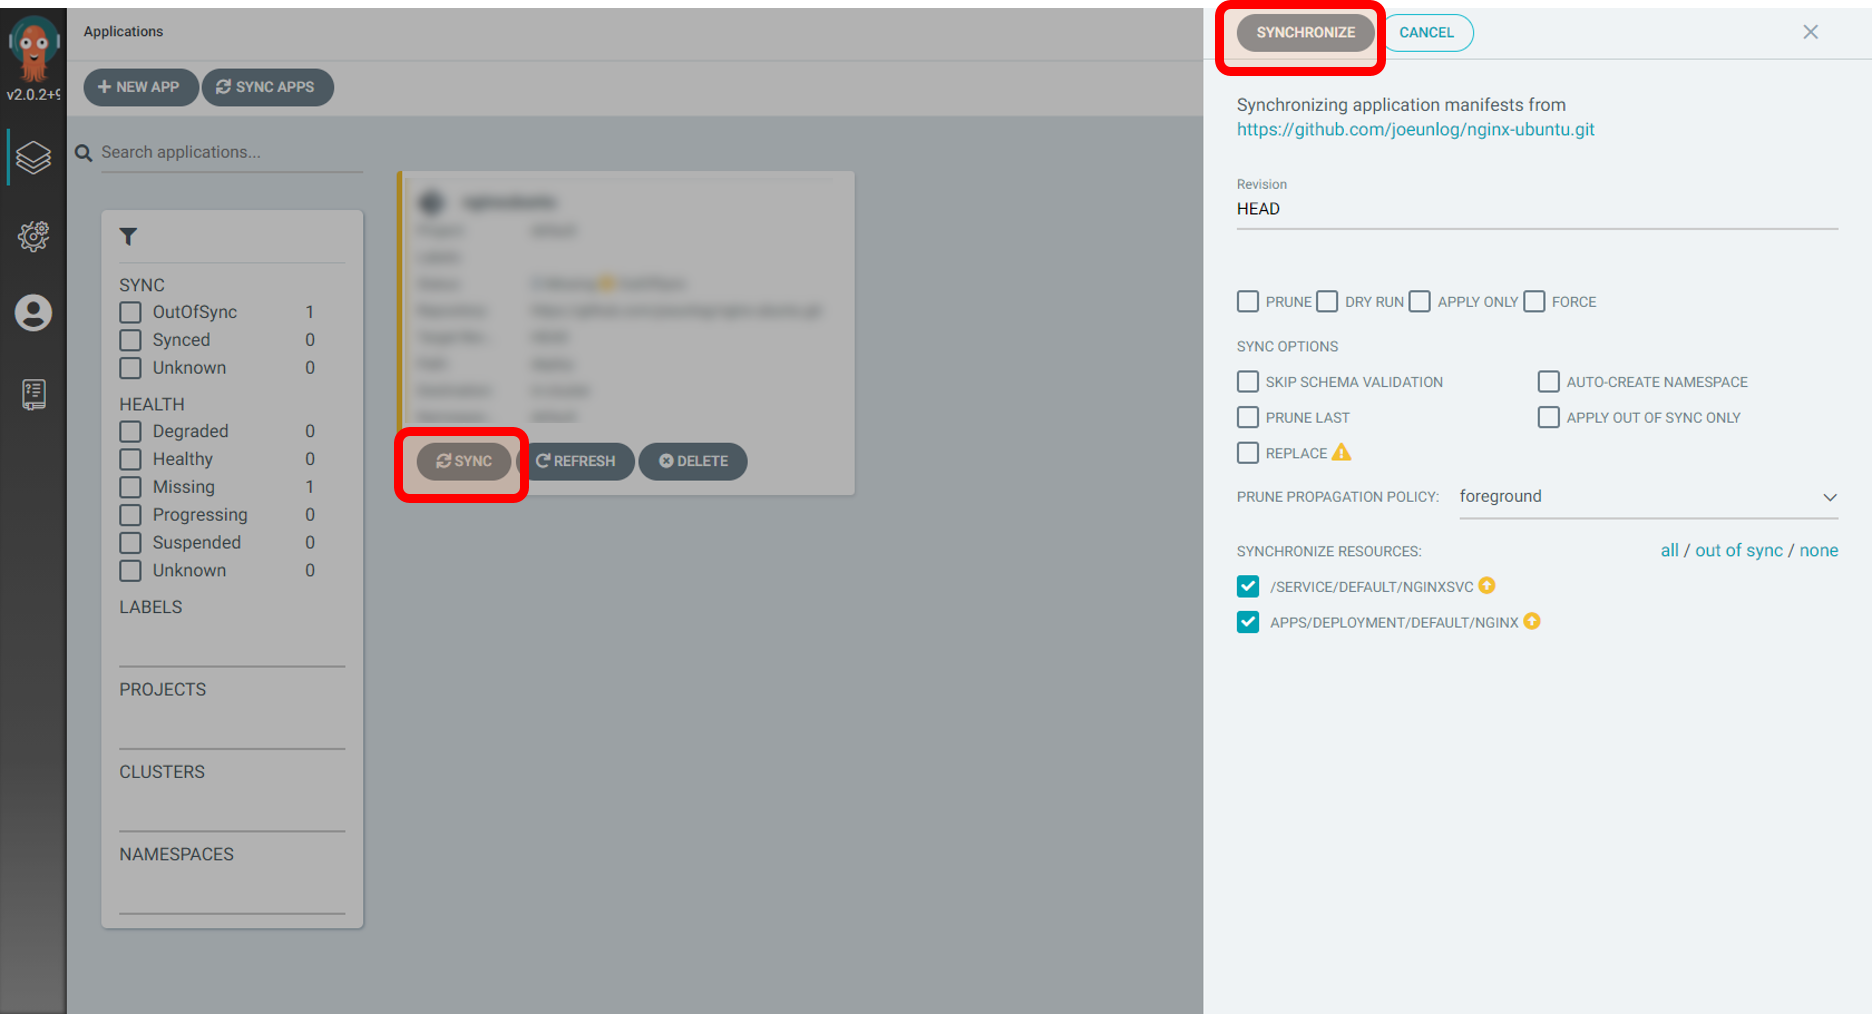 v2.0.2+9
Applications
NEW APP
SYNC APPS
Search applications...
SYNC
OutOfSync 1
Synced 0
Unknown 0
HEALTH
Degraded 0
Healthy 0
Missing 1
Progressing 0
Suspended 0
Unknown 0
LABELS
PROJECTS
CLUSTERS
NAMESPACES
SYNC
REFRESH
DELETE
SYNCHRONIZE
CANCEL
Synchronizing application manifests from
https://github.com/joeunlog/nginx-ubuntu.git
Revision
HEAD
PRUNE DRY RUN APPLY ONLY FORCE
SYNC OPTIONS
SKIP SCHEMA VALIDATION AUTO-CREATE NAMESPACE
PRUNE LAST APPLY OUT OF SYNC ONLY
REPLACE
PRUNE PROPAGATION POLICY: foreground
SYNCHRONIZE RESOURCES: all / out of sync / none
/SERVICE/DEFAULT/NGINXSVC
APPS/DEPLOYMENT/DEFAULT/NGINX